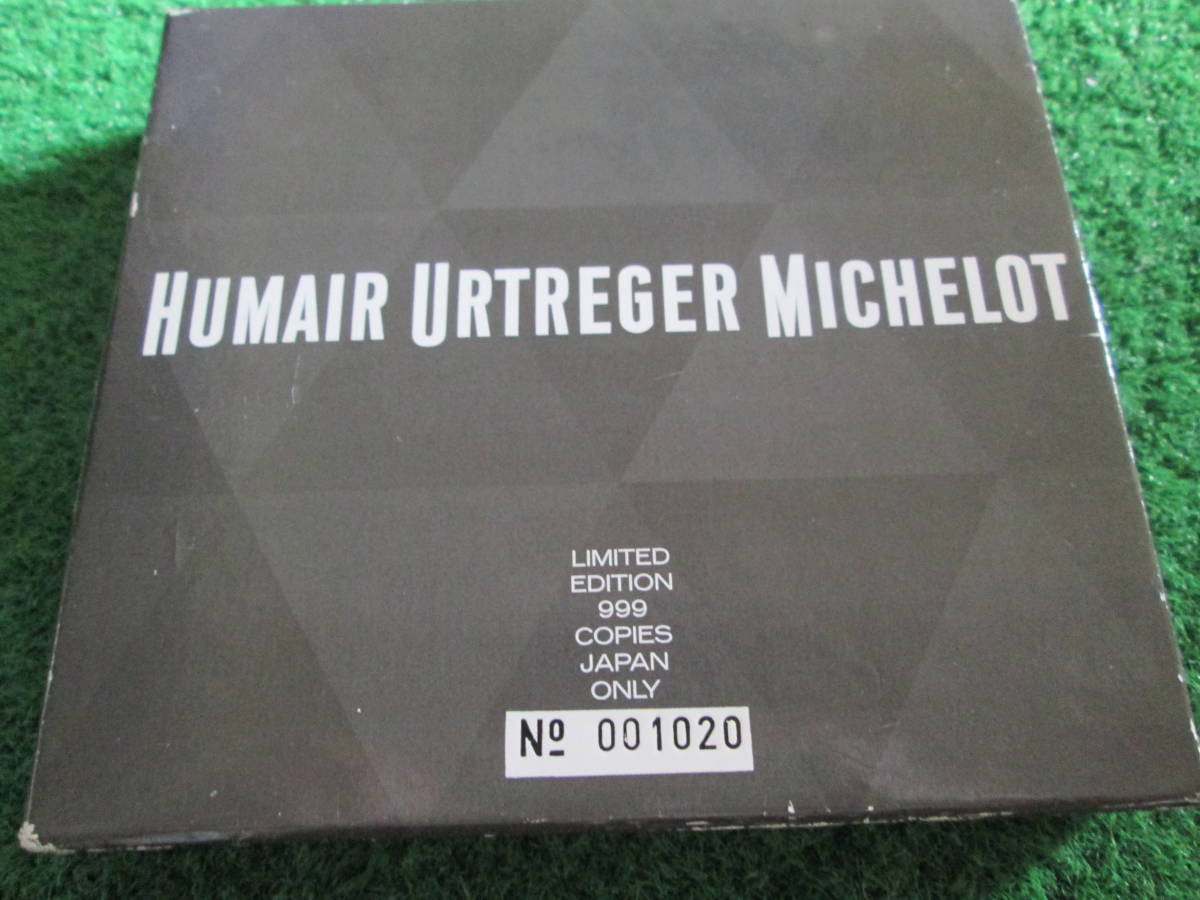 HUMAIR URTREGER MICHELOT
LIMITED
EDITION
999
COPIES
JAPAN
ONLY
Nº 001020